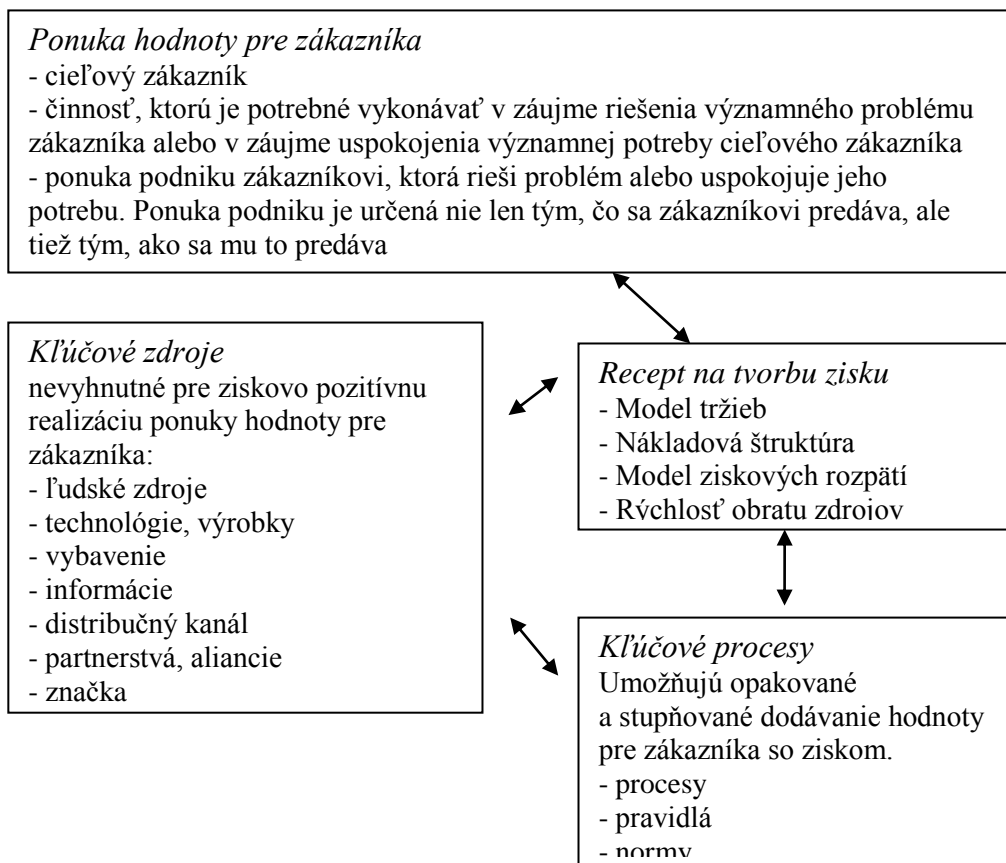 Ponuka hodnoty pre zákazníka
- cieľový zákazník
- činnosť, ktorú je potrebné vykonávať v záujme riešenia významného problému
zákazníka alebo v záujme uspokojenia významnej potreby cieľového zákazníka
- ponuka podniku zákazníkovi, ktorá rieši problém alebo uspokojuje jeho
potrebu. Ponuka podniku je určená nie len tým, čo sa zákazníkovi predáva, ale
tiež tým, ako sa mu to predáva
Kľúčové zdroje
nevyhnutné pre ziskovo pozitívnu
realizáciu ponuky hodnoty pre
zákazníka:
- ľudské zdroje
- technológie, výrobky
- vybavenie
- informácie
- distribučný kanál
- partnerstvá, aliancie
- značka
Recept na tvorbu zisku
- Model tržieb
- Nákladová štruktúra
- Model ziskových rozpätí
- Rýchlosť obratu zdrojov
Kľúčové procesy
Umožňujú opakované
a stupňované dodávanie hodnoty
pre zákazníka so ziskom.
- procesy
- pravidlá
- normy